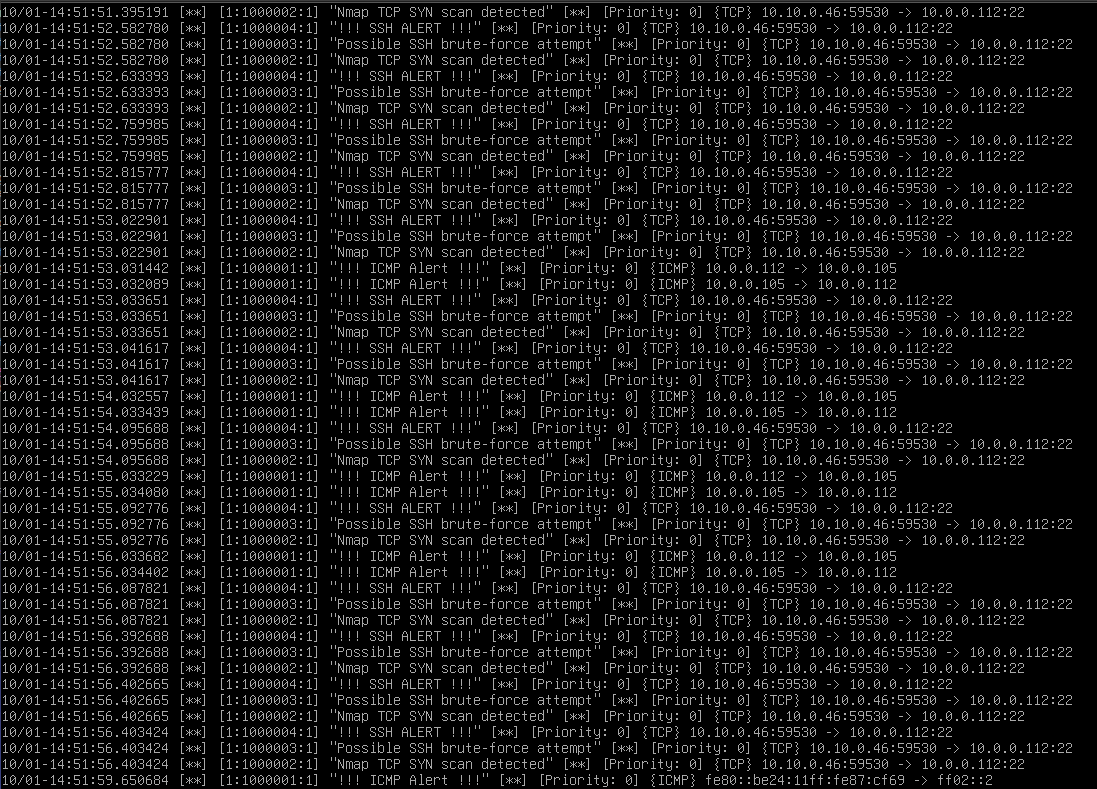 10/01-14:51:51.395191 [**] [1:1000002:1] "Nmap TCP SYN scan detected" [**] [Priority: 0] {TCP} 10.10.0.46:59530 -> 10.0.0.112:22
10/01-14:51:52.582780 [**] [1:1000004:1] "!!! SSH ALERT !!!" [**] [Priority: 0] {TCP} 10.10.0.46:59530 -> 10.0.0.112:22
10/01-14:51:52.582780 [**] [1:1000003:1] "Possible SSH brute-force attempt" [**] [Priority: 0] {TCP} 10.10.0.46:59530 -> 10.0.0.112:22
10/01-14:51:52.582780 [**] [1:1000002:1] "Nmap TCP SYN scan detected" [**] [Priority: 0] {TCP} 10.10.0.46:59530 -> 10.0.0.112:22
10/01-14:51:52.633393 [**] [1:1000004:1] "!!! SSH ALERT !!!" [**] [Priority: 0] {TCP} 10.10.0.46:59530 -> 10.0.0.112:22
10/01-14:51:52.633393 [**] [1:1000003:1] "Possible SSH brute-force attempt" [**] [Priority: 0] {TCP} 10.10.0.46:59530 -> 10.0.0.112:22
10/01-14:51:52.633393 [**] [1:1000002:1] "Nmap TCP SYN scan detected" [**] [Priority: 0] {TCP} 10.10.0.46:59530 -> 10.0.0.112:22
10/01-14:51:52.759985 [**] [1:1000004:1] "!!! SSH ALERT !!!" [**] [Priority: 0] {TCP} 10.10.0.46:59530 -> 10.0.0.112:22
10/01-14:51:52.759985 [**] [1:1000003:1] "Possible SSH brute-force attempt" [**] [Priority: 0] {TCP} 10.10.0.46:59530 -> 10.0.0.112:22
10/01-14:51:52.759985 [**] [1:1000002:1] "Nmap TCP SYN scan detected" [**] [Priority: 0] {TCP} 10.10.0.46:59530 -> 10.0.0.112:22
10/01-14:51:52.815777 [**] [1:1000004:1] "!!! SSH ALERT !!!" [**] [Priority: 0] {TCP} 10.10.0.46:59530 -> 10.0.0.112:22
10/01-14:51:52.815777 [**] [1:1000003:1] "Possible SSH brute-force attempt" [**] [Priority: 0] {TCP} 10.10.0.46:59530 -> 10.0.0.112:22
10/01-14:51:52.815777 [**] [1:1000002:1] "Nmap TCP SYN scan detected" [**] [Priority: 0] {TCP} 10.10.0.46:59530 -> 10.0.0.112:22
10/01-14:51:53.022901 [**] [1:1000004:1] "!!! SSH ALERT !!!" [**] [Priority: 0] {TCP} 10.10.0.46:59530 -> 10.0.0.112:22
10/01-14:51:53.022901 [**] [1:1000003:1] "Possible SSH brute-force attempt" [**] [Priority: 0] {TCP} 10.10.0.46:59530 -> 10.0.0.112:22
10/01-14:51:53.022901 [**] [1:1000002:1] "Nmap TCP SYN scan detected" [**] [Priority: 0] {TCP} 10.10.0.46:59530 -> 10.0.0.112:22
10/01-14:51:53.031442 [**] [1:1000001:1] "!!! ICMP Alert !!!" [**] [Priority: 0] {ICMP} 10.0.0.112 -> 10.0.0.105
10/01-14:51:53.032089 [**] [1:1000001:1] "!!! ICMP Alert !!!" [**] [Priority: 0] {ICMP} 10.0.0.105 -> 10.0.0.112
10/01-14:51:53.033651 [**] [1:1000004:1] "!!! SSH ALERT !!!" [**] [Priority: 0] {TCP} 10.10.0.46:59530 -> 10.0.0.112:22
10/01-14:51:53.033651 [**] [1:1000003:1] "Possible SSH brute-force attempt" [**] [Priority: 0] {TCP} 10.10.0.46:59530 -> 10.0.0.112:22
10/01-14:51:53.033651 [**] [1:1000002:1] "Nmap TCP SYN scan detected" [**] [Priority: 0] {TCP} 10.10.0.46:59530 -> 10.0.0.112:22
10/01-14:51:53.041617 [**] [1:1000004:1] "!!! SSH ALERT !!!" [**] [Priority: 0] {TCP} 10.10.0.46:59530 -> 10.0.0.112:22
10/01-14:51:53.041617 [**] [1:1000003:1] "Possible SSH brute-force attempt" [**] [Priority: 0] {TCP} 10.10.0.46:59530 -> 10.0.0.112:22
10/01-14:51:53.041617 [**] [1:1000002:1] "Nmap TCP SYN scan detected" [**] [Priority: 0] {TCP} 10.10.0.46:59530 -> 10.0.0.112:22
10/01-14:51:54.032557 [**] [1:1000001:1] "!!! ICMP Alert !!!" [**] [Priority: 0] {ICMP} 10.0.0.112 -> 10.0.0.105
10/01-14:51:54.033439 [**] [1:1000001:1] "!!! ICMP Alert !!!" [**] [Priority: 0] {ICMP} 10.0.0.105 -> 10.0.0.112
10/01-14:51:54.095688 [**] [1:1000004:1] "!!! SSH ALERT !!!" [**] [Priority: 0] {TCP} 10.10.0.46:59530 -> 10.0.0.112:22
10/01-14:51:54.095688 [**] [1:1000003:1] "Possible SSH brute-force attempt" [**] [Priority: 0] {TCP} 10.10.0.46:59530 -> 10.0.0.112:22
10/01-14:51:54.095688 [**] [1:1000002:1] "Nmap TCP SYN scan detected" [**] [Priority: 0] {TCP} 10.10.0.46:59530 -> 10.0.0.112:22
10/01-14:51:55.033229 [**] [1:1000001:1] "!!! ICMP Alert !!!" [**] [Priority: 0] {ICMP} 10.0.0.112 -> 10.0.0.105
10/01-14:51:55.034080 [**] [1:1000001:1] "!!! ICMP Alert !!!" [**] [Priority: 0] {ICMP} 10.0.0.105 -> 10.0.0.112
10/01-14:51:55.092776 [**] [1:1000004:1] "!!! SSH ALERT !!!" [**] [Priority: 0] {TCP} 10.10.0.46:59530 -> 10.0.0.112:22
10/01-14:51:55.092776 [**] [1:1000003:1] "Possible SSH brute-force attempt" [**] [Priority: 0] {TCP} 10.10.0.46:59530 -> 10.0.0.112:22
10/01-14:51:55.092776 [**] [1:1000002:1] "Nmap TCP SYN scan detected" [**] [Priority: 0] {TCP} 10.10.0.46:59530 -> 10.0.0.112:22
10/01-14:51:56.033682 [**] [1:1000001:1] "!!! ICMP Alert !!!" [**] [Priority: 0] {ICMP} 10.0.0.112 -> 10.0.0.105
10/01-14:51:56.034402 [**] [1:1000001:1] "!!! ICMP Alert !!!" [**] [Priority: 0] {ICMP} 10.0.0.105 -> 10.0.0.112
10/01-14:51:56.087821 [**] [1:1000004:1] "!!! SSH ALERT !!!" [**] [Priority: 0] {TCP} 10.10.0.46:59530 -> 10.0.0.112:22
10/01-14:51:56.087821 [**] [1:1000003:1] "Possible SSH brute-force attempt" [**] [Priority: 0] {TCP} 10.10.0.46:59530 -> 10.0.0.112:22
10/01-14:51:56.087821 [**] [1:1000002:1] "Nmap TCP SYN scan detected" [**] [Priority: 0] {TCP} 10.10.0.46:59530 -> 10.0.0.112:22
10/01-14:51:56.392688 [**] [1:1000004:1] "!!! SSH ALERT !!!" [**] [Priority: 0] {TCP} 10.10.0.46:59530 -> 10.0.0.112:22
10/01-14:51:56.392688 [**] [1:1000003:1] "Possible SSH brute-force attempt" [**] [Priority: 0] {TCP} 10.10.0.46:59530 -> 10.0.0.112:22
10/01-14:51:56.392688 [**] [1:1000002:1] "Nmap TCP SYN scan detected" [**] [Priority: 0] {TCP} 10.10.0.46:59530 -> 10.0.0.112:22
10/01-14:51:56.402665 [**] [1:1000004:1] "!!! SSH ALERT !!!" [**] [Priority: 0] {TCP} 10.10.0.46:59530 -> 10.0.0.112:22
10/01-14:51:56.402665 [**] [1:1000003:1] "Possible SSH brute-force attempt" [**] [Priority: 0] {TCP} 10.10.0.46:59530 -> 10.0.0.112:22
10/01-14:51:56.402665 [**] [1:1000002:1] "Nmap TCP SYN scan detected" [**] [Priority: 0] {TCP} 10.10.0.46:59530 -> 10.0.0.112:22
10/01-14:51:56.403424 [**] [1:1000004:1] "!!! SSH ALERT !!!" [**] [Priority: 0] {TCP} 10.10.0.46:59530 -> 10.0.0.112:22
10/01-14:51:56.403424 [**] [1:1000003:1] "Possible SSH brute-force attempt" [**] [Priority: 0] {TCP} 10.10.0.46:59530 -> 10.0.0.112:22
10/01-14:51:56.403424 [**] [1:1000002:1] "Nmap TCP SYN scan detected" [**] [Priority: 0] {TCP} 10.10.0.46:59530 -> 10.0.0.112:22
10/01-14:51:59.650684 [**] [1:1000001:1] "!!! ICMP Alert !!!" [**] [Priority: 0] {ICMP} fe80::be24:11ff:fe87:cf69 -> ff02::2